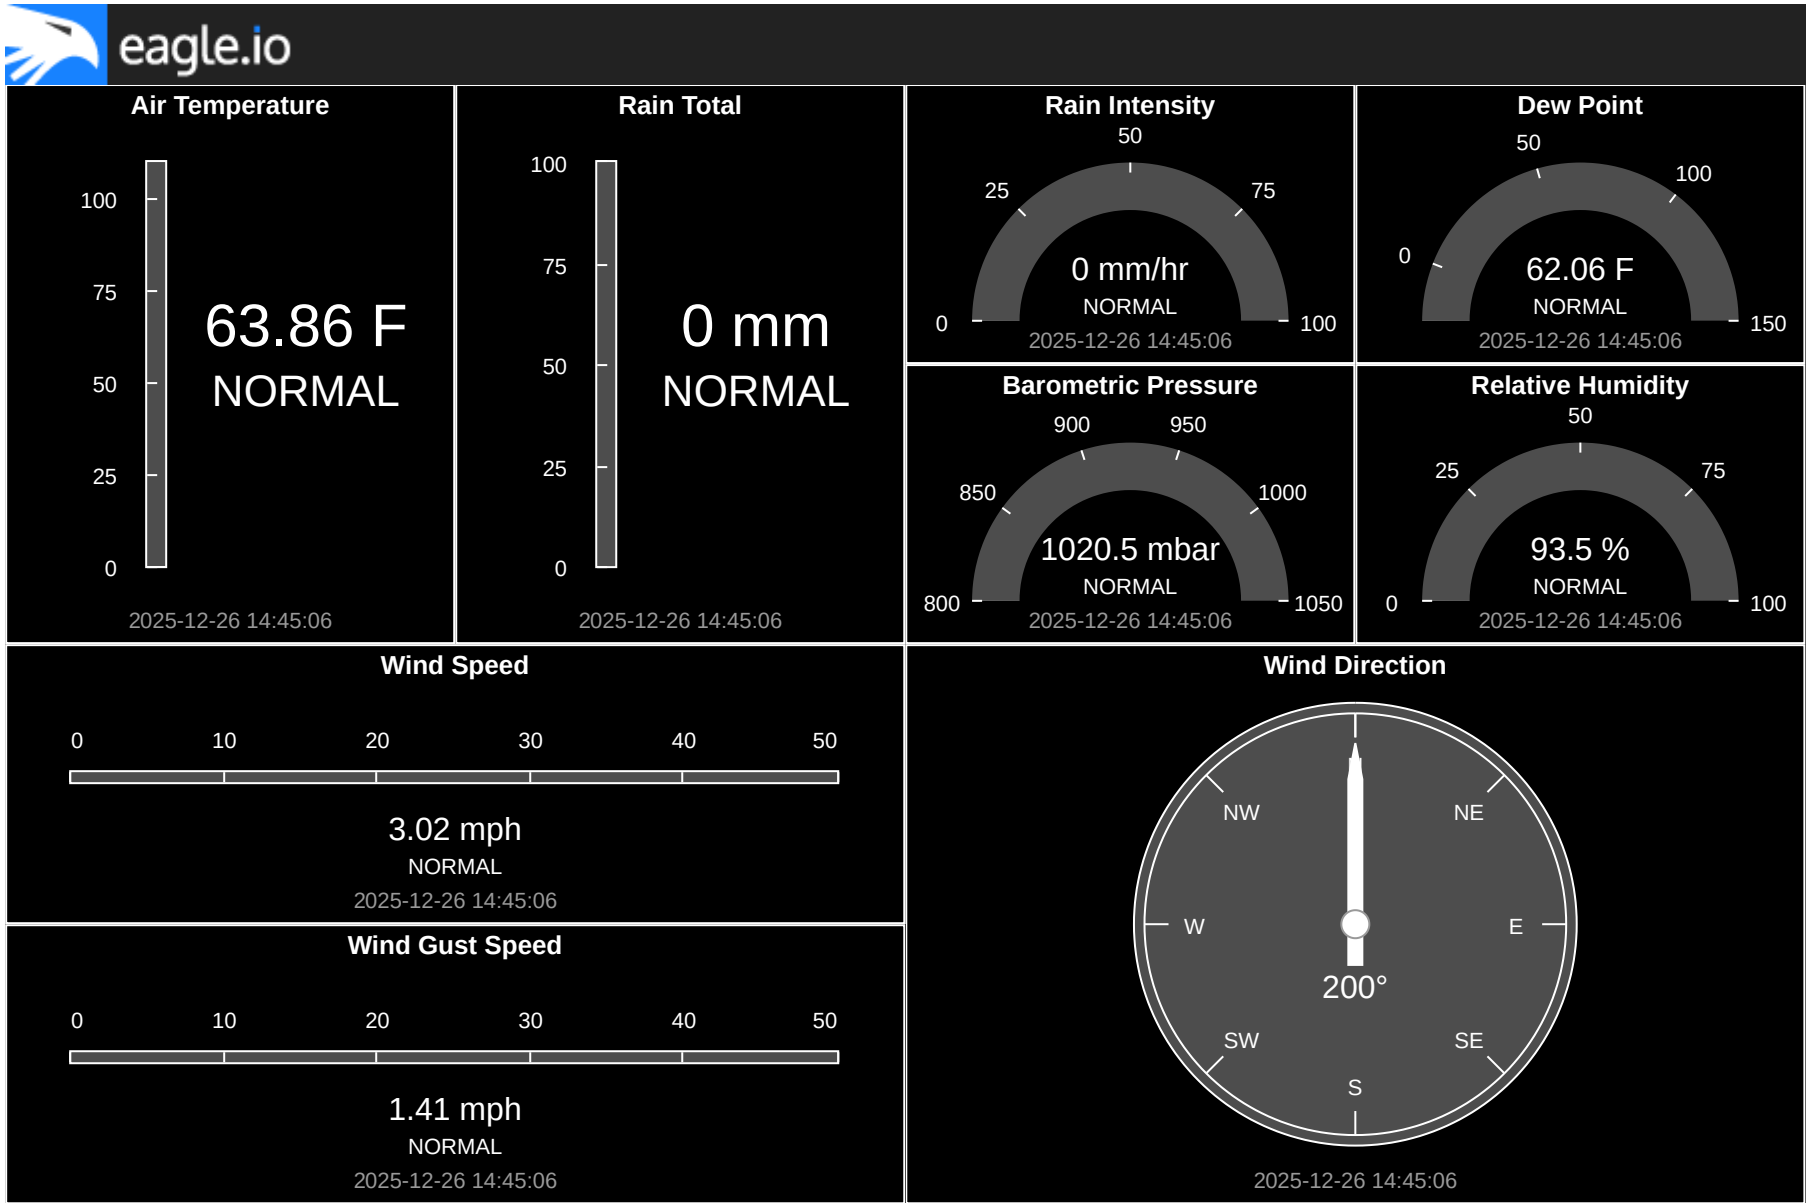 eagle.io
Air Temperature
100
75
50
25
0
63.86 F
NORMAL
2025-12-26 14:45:06
Rain Total
100
75
50
25
0
0 mm
NORMAL
2025-12-26 14:45:06
Rain Intensity
50
25
75
0
100
0 mm/hr
NORMAL
2025-12-26 14:45:06
Dew Point
50
100
0
150
62.06 F
NORMAL
2025-12-26 14:45:06
Barometric Pressure
900
950
850
1000
800
1050
1020.5 mbar
NORMAL
2025-12-26 14:45:06
Relative Humidity
50
25
75
0
100
93.5 %
NORMAL
2025-12-26 14:45:06
Wind Speed
0 10 20 30 40 50
3.02 mph
NORMAL
2025-12-26 14:45:06
Wind Gust Speed
0 10 20 30 40 50
1.41 mph
NORMAL
2025-12-26 14:45:06
Wind Direction
NW NE
W E
200°
SW SE
S
2025-12-26 14:45:06